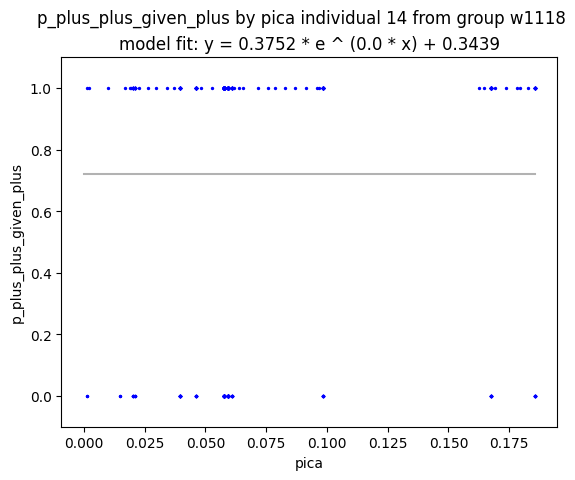 p_plus_plus_given_plus by pica individual 14 from group w1118
model fit: y = 0.3752 * e ^ (0.0 * x) + 0.3439
1.0
0.8
0.6
0.4
0.2
0.0
p_plus_plus_given_plus
0.000 0.025 0.050 0.075 0.100 0.125 0.150 0.175
pica